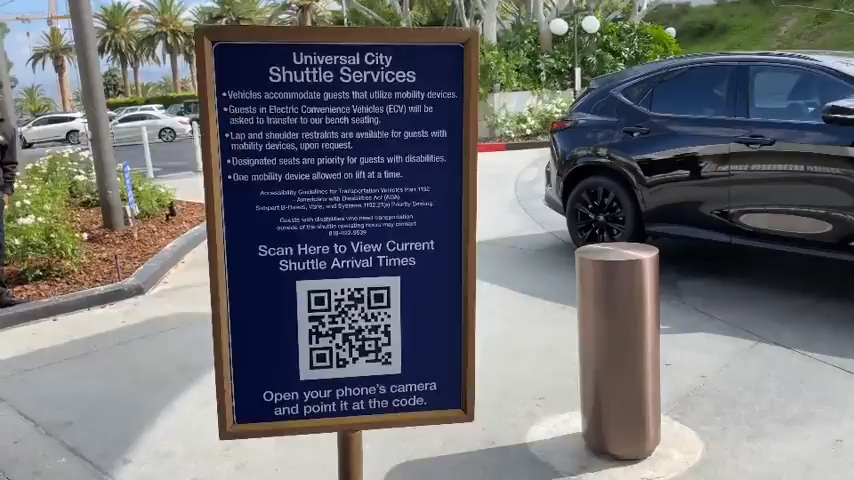 Universal City
Shuttle Services
•Vehicles accommodate guests that utilize mobility devices.
•Guests in Electric Convenience Vehicles (ECV) will be
asked to transfer to our bench seating.
•Lap and shoulder restraints are available for guests with
mobility devices, upon request.
•Designated seats are priority for guests with disabilities.
•One mobility device allowed on lift at a time.
Accessibility Guidelines for Transportation Vehicles Part 1192
Americans with Disabilities Act (ADA)
Subpart B-Buses, Vans, and Systems 1192.27(a) Priority Seating.
Guests with disabilities who need transportation
outside of the shuttle operating hours may contact
Scan Here to View Current
Shuttle Arrival Times
Open your phone's camera
and point it at the code.